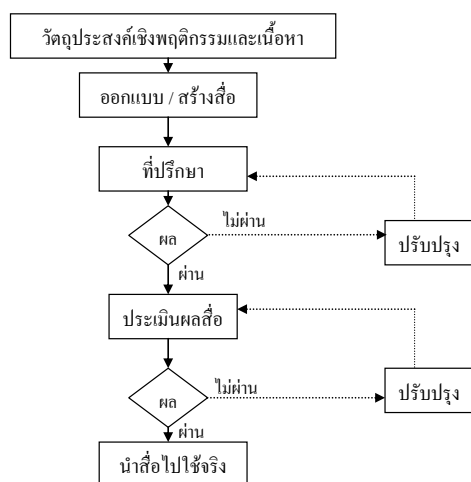 วัตถุประสงค์เชิงพฤติกรรมและเนื้อหา
ออกแบบ / สร้างสื่อ
ที่ปรึกษา
ผล
ไม่ผ่าน
ปรับปรุง
ผ่าน
ประเมินผลสื่อ
ผล
ไม่ผ่าน
ปรับปรุง
ผ่าน
นำสื่อไปใช้จริง